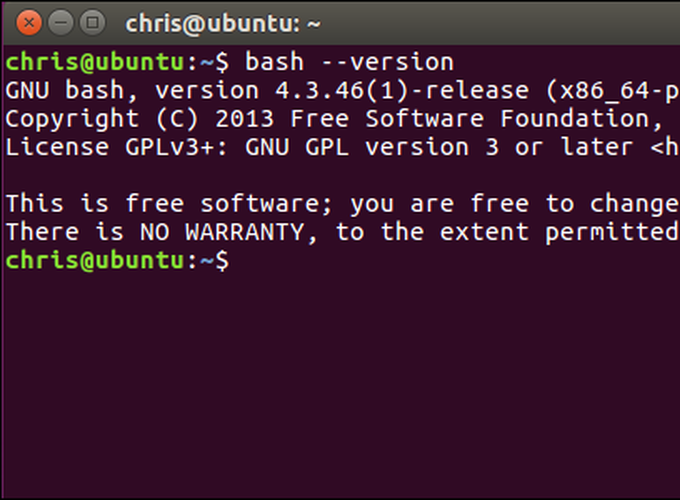 chris@ubuntu: ~
chris@ubuntu:~$ bash --version
GNU bash, version 4.3.46(1)-release (x86_64-p
Copyright (C) 2013 Free Software Foundation,
License GPLv3+: GNU GPL version 3 or later <h
This is free software; you are free to change
There is NO WARRANTY, to the extent permitted
chris@ubuntu:~$